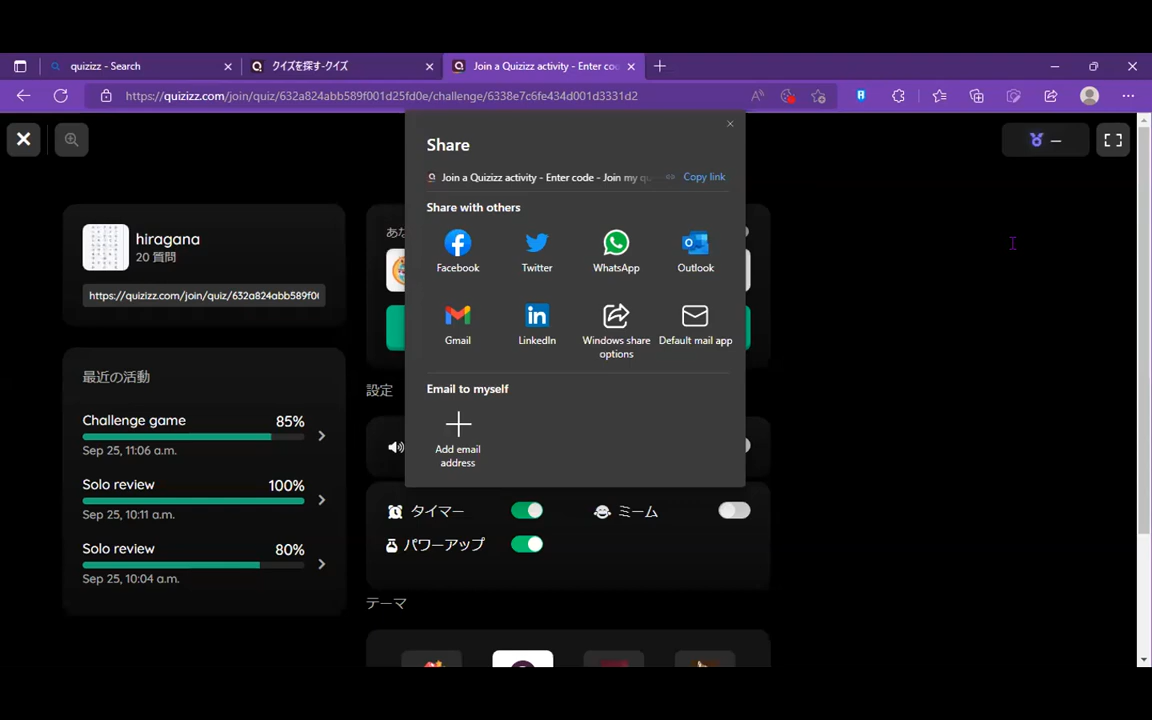 quizizz - Search
クイズを探す-クイズ
Join a Quizizz activity - Enter co
https://quizizz.com/join/quiz/632a824abb589f001d25fd0e/challenge/6338e7c6fe434d001d3331d2
Share
Join a Quizizz activity - Enter code - Join my qu
Copy link
Share with others
Facebook
Twitter
WhatsApp
Outlook
Gmail
LinkedIn
Windows share
options
Default mail app
Email to myself
Add email
address
hiragana
20 質問
https://quizizz.com/join/quiz/632a824abb589f0
最近の活動
Challenge game
85%
Sep 25, 11:06 a.m.
Solo review
100%
Sep 25, 10:11 a.m.
Solo review
80%
Sep 25, 10:04 a.m.
あな
設定
タイマー
ミーム
パワーアップ
テーマ